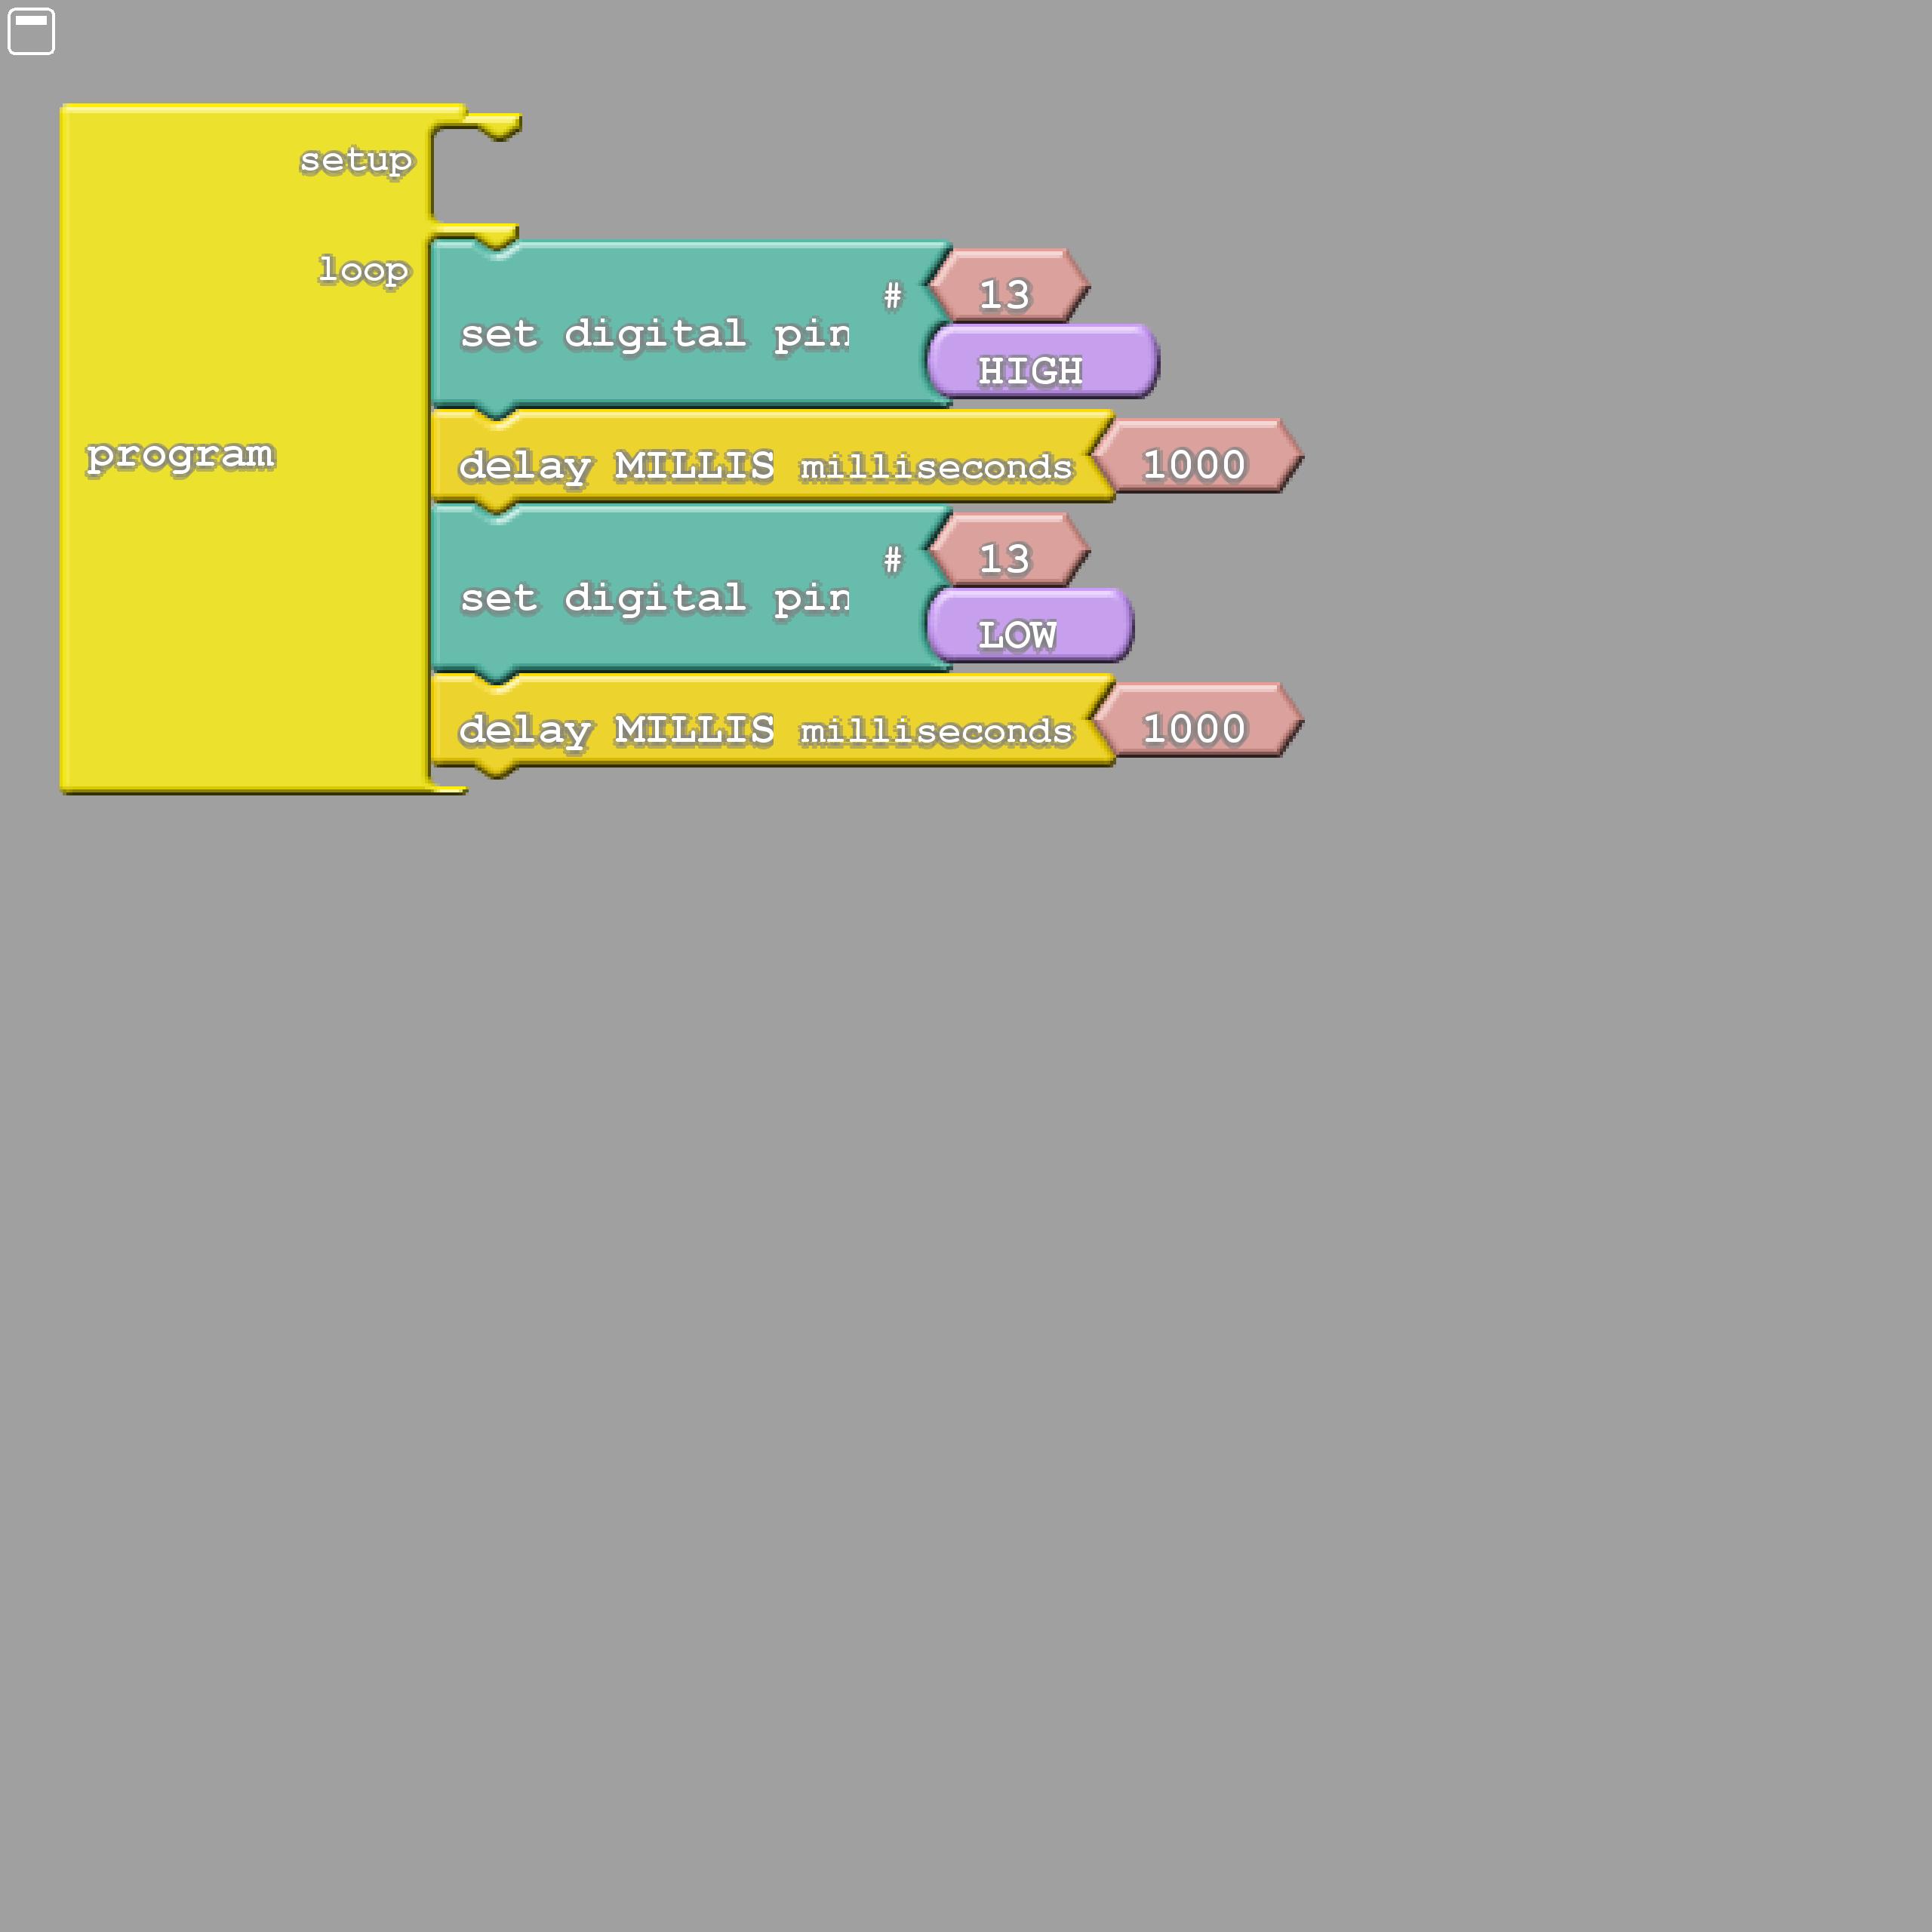 setup
loop
program
set digital pin
#
13
HIGH
delay MILLIS milliseconds
1000
set digital pin
#
13
LOW
delay MILLIS milliseconds
1000